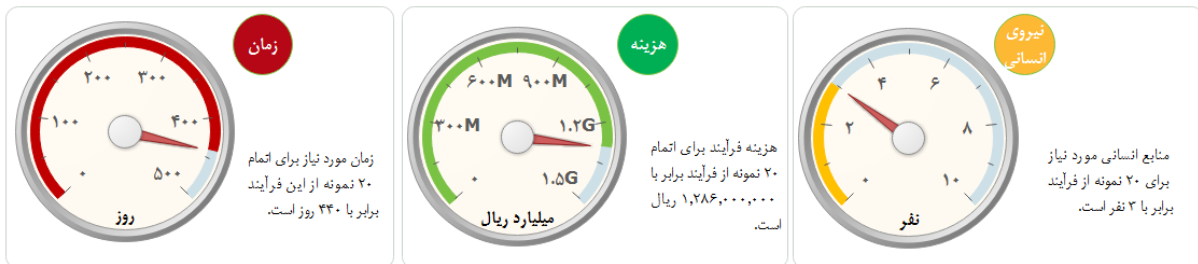 نیروی
انسانی
۰
۲
۴
۶
۸
۱۰
نفر
منابع انسانی مورد نیاز
برای ۲۰ نمونه از فرآیند
برابر با ۳ نفر است.
هزینه
۰
۳۰۰M
۶۰۰M
۹۰۰M
۱.۲G
۱.۵G
میلیارد ریال
هزینه فرآیند برای اتمام
۲۰ نمونه از فرآیند برابر با
۱,۲۸۶,۰۰۰,۰۰۰ ریال
است.
زمان
۰
۱۰۰
۲۰۰
۳۰۰
۴۰۰
۵۰۰
روز
زمان مورد نیاز برای اتمام
۲۰ نمونه از این فرآیند
برابر با ۴۴۰ روز است.